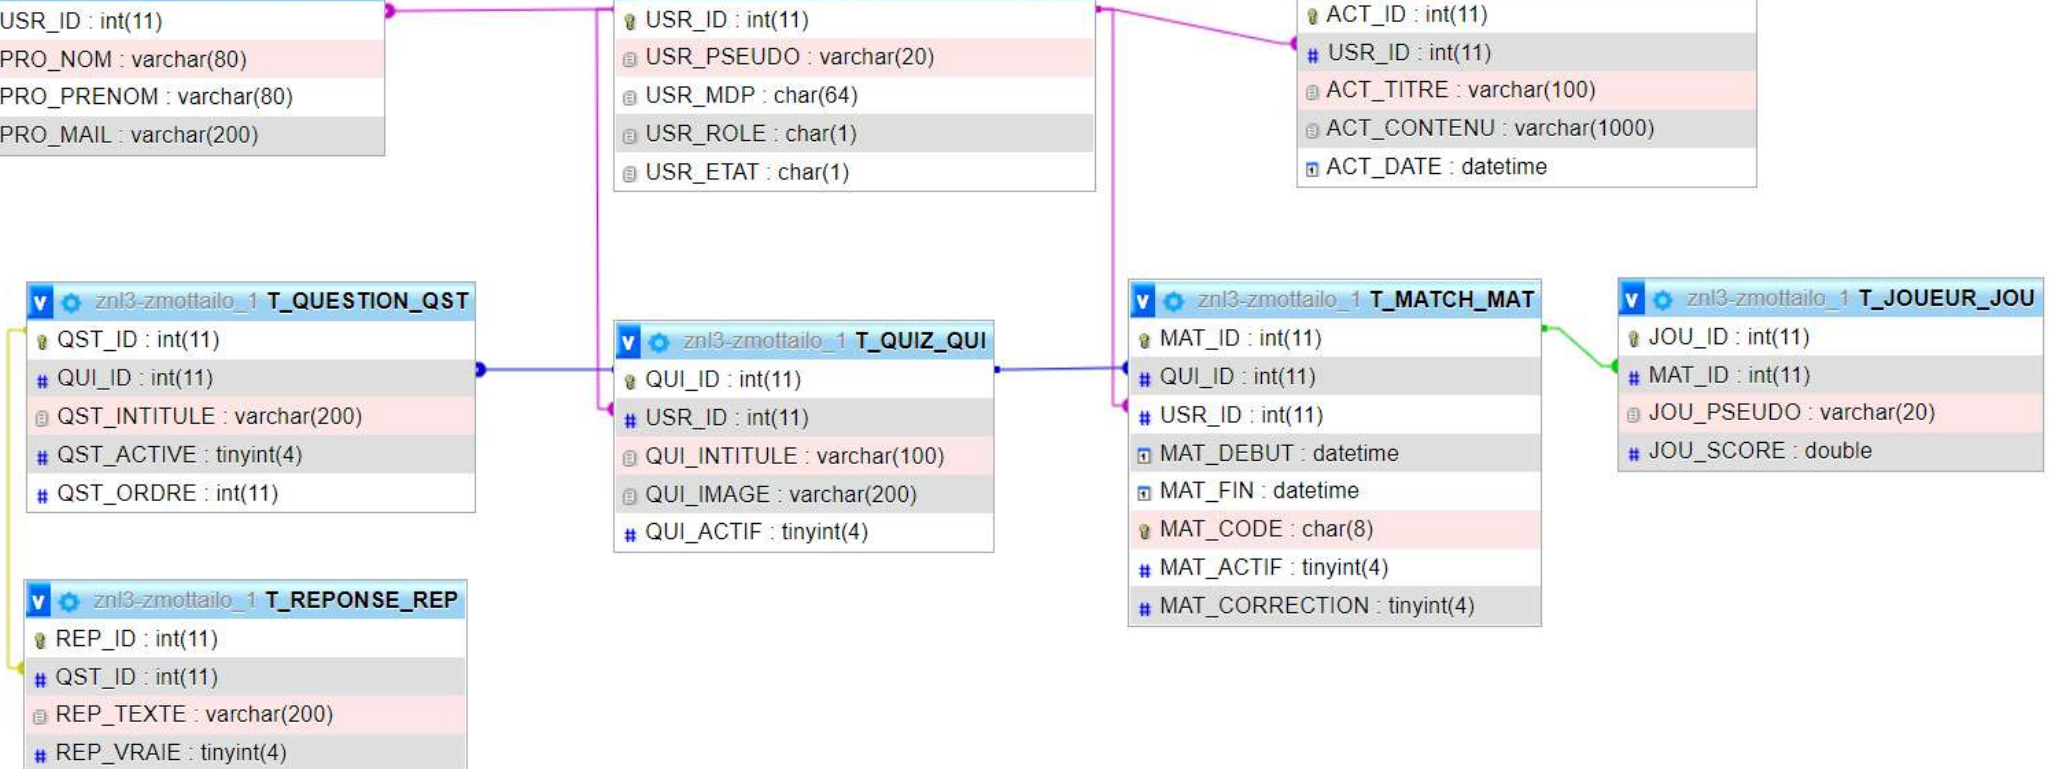 USR_ID : int(11)
PRO_NOM : varchar(80)
PRO_PRENOM : varchar(80)
PRO_MAIL : varchar(200)
USR_ID : int(11)
USR_PSEUDO : varchar(20)
USR_MDP : char(64)
USR_ROLE : char(1)
USR_ETAT : char(1)
ACT_ID : int(11)
# USR_ID : int(11)
ACT_TITRE : varchar(100)
ACT_CONTENU : varchar(1000)
ACT_DATE : datetime
v znl3-zmottailo_1 T_QUESTION_QST
QST_ID : int(11)
# QUI_ID : int(11)
QST_INTITULE : varchar(200)
# QST_ACTIVE : tinyint(4)
# QST_ORDRE : int(11)
v znl3-zmottailo_1 T_QUIZ_QUI
QUI_ID : int(11)
# USR_ID : int(11)
QUI_INTITULE : varchar(100)
QUI_IMAGE : varchar(200)
# QUI_ACTIF : tinyint(4)
v znl3-zmottailo_1 T_MATCH_MAT
MAT_ID : int(11)
# QUI_ID : int(11)
# USR_ID : int(11)
MAT_DEBUT : datetime
MAT_FIN : datetime
MAT_CODE : char(8)
# MAT_ACTIF : tinyint(4)
# MAT_CORRECTION : tinyint(4)
v znl3-zmottailo_1 T_JOUEUR_JOU
JOU_ID : int(11)
# MAT_ID : int(11)
JOU_PSEUDO : varchar(20)
# JOU_SCORE : double
v znl3-zmottailo_1 T_REPONSE_REP
REP_ID : int(11)
# QST_ID : int(11)
REP_TEXTE : varchar(200)
# REP_VRAIE : tinyint(4)